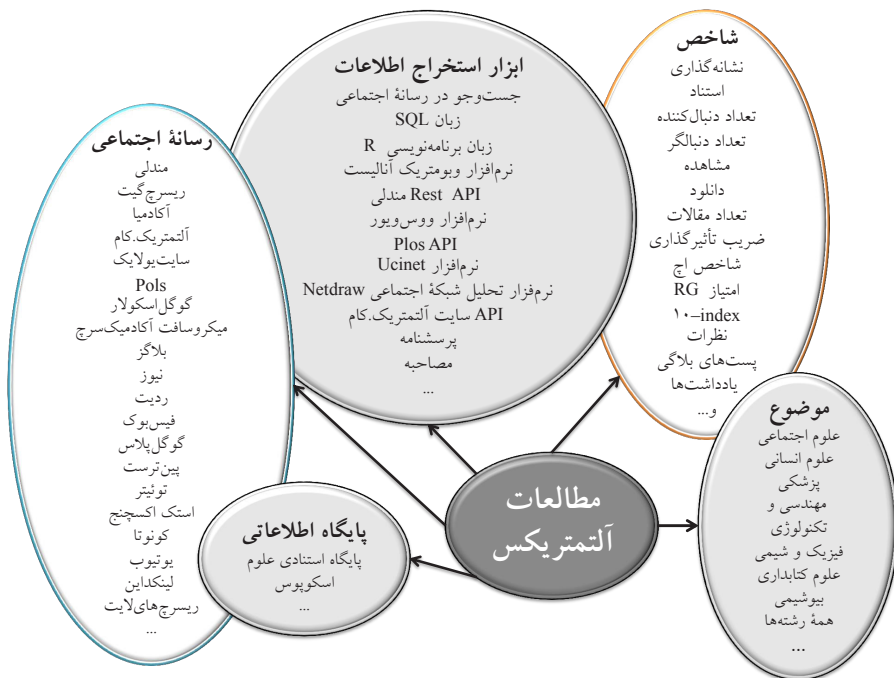 شاخص
نشانه‌گذاری
استناد
تعداد دنبال‌کننده
تعداد دنبالگر
مشاهده
دانلود
تعداد مقالات
ضریب تأثیرگذاری
شاخص اچ
امتیاز RG
۱۰-index
نظرات
پست‌های بلاگی
یادداشت‌ها
و...
ابزار استخراج اطلاعات
جست‌وجو در رسانهٔ اجتماعی
زبان SQL
زبان برنامه‌نویسی R
نرم‌افزار وبومتریک آنالیست
Rest API مندلی
نرم‌افزار ووس‌ویور
Plos API
نرم‌افزار Ucinet
نرم‌افزار تحلیل شبکهٔ اجتماعی Netdraw
API سایت آلتمتریک.کام
پرسشنامه
مصاحبه
...
رسانهٔ اجتماعی
مندلی
ریسرچ‌گیت
آکادمیا
آلتمتریک.کام
سایت‌یولایک
Pols
گوگل‌اسکولار
میکروسافت آکادمیک‌سرچ
بلاگز
نیوز
ردیت
فیس‌بوک
گوگل‌پلاس
پین‌ترست
توئیتر
استک اکسچنج
کونوتا
یوتیوب
لینکداین
ریسرچ‌های‌لایت
...
موضوع
علوم اجتماعی
علوم انسانی
پزشکی
مهندسی و
تکنولوژی
فیزیک و شیمی
علوم کتابداری
بیوشیمی
همهٔ رشته‌ها
...
مطالعات
آلتمتریکس
پایگاه اطلاعاتی
پایگاه استنادی علوم
اسکوپوس
...